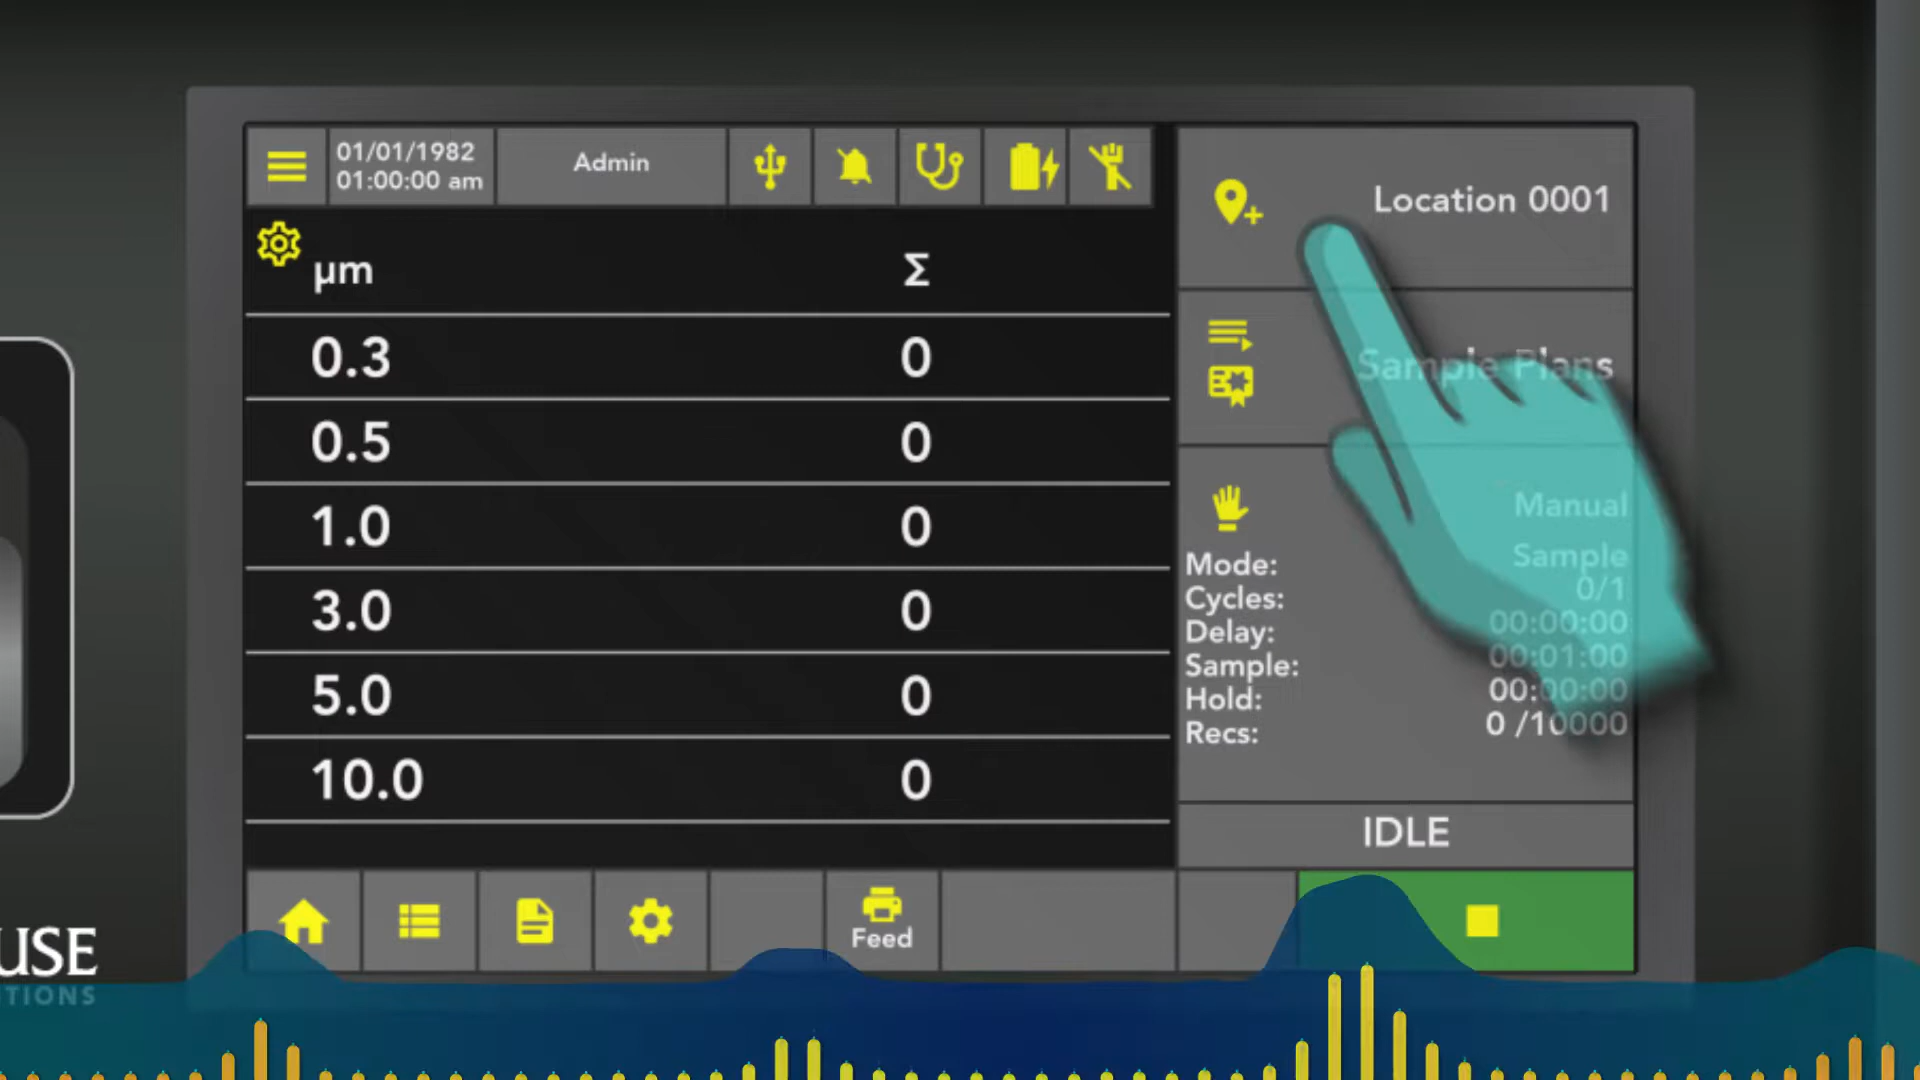 01/01/1982
01:00:00 am
Admin
Location 0001
µm Σ
0.3 0
0.5 0
1.0 0
3.0 0
5.0 0
10.0 0
Sample Plans
Manual
Mode: Sample
Cycles: 0/1
Delay: 00:00:00
Sample: 00:01:00
Hold: 00:00:00
Recs: 0 /10000
IDLE
Feed
USE
TIONS